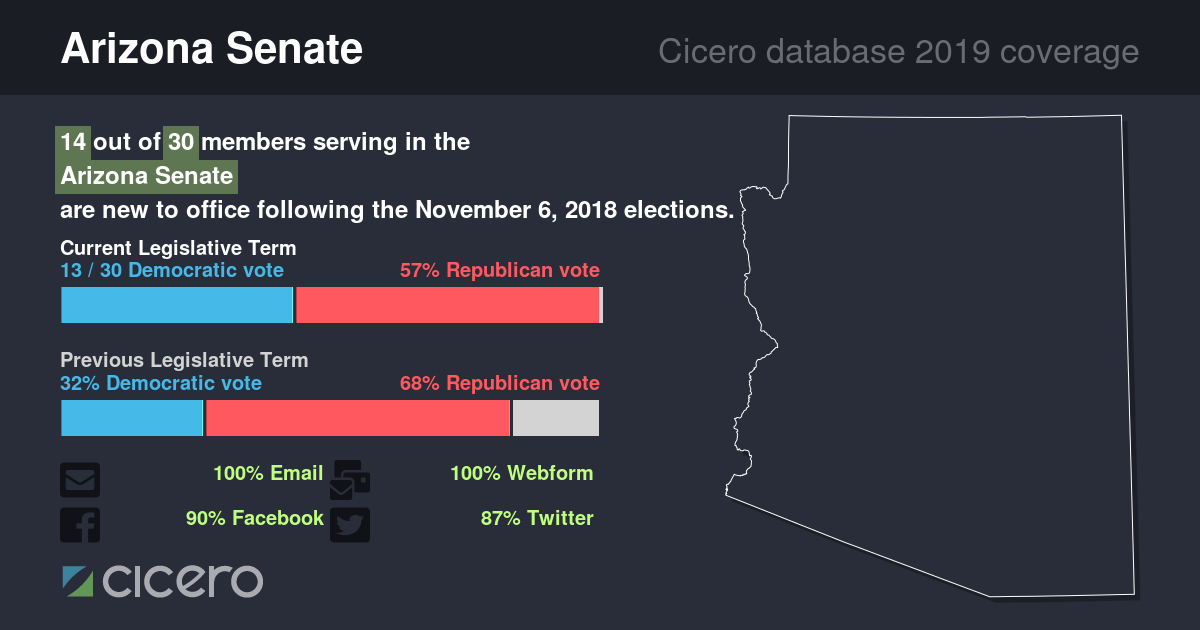 Arizona Senate
Cicero database 2019 coverage
14 out of 30 members serving in the
Arizona Senate
are new to office following the November 6, 2018 elections.
Current Legislative Term
13 / 30 Democratic vote
57% Republican vote
Previous Legislative Term
32% Democratic vote
68% Republican vote
100% Email
100% Webform
90% Facebook
87% Twitter
cicero